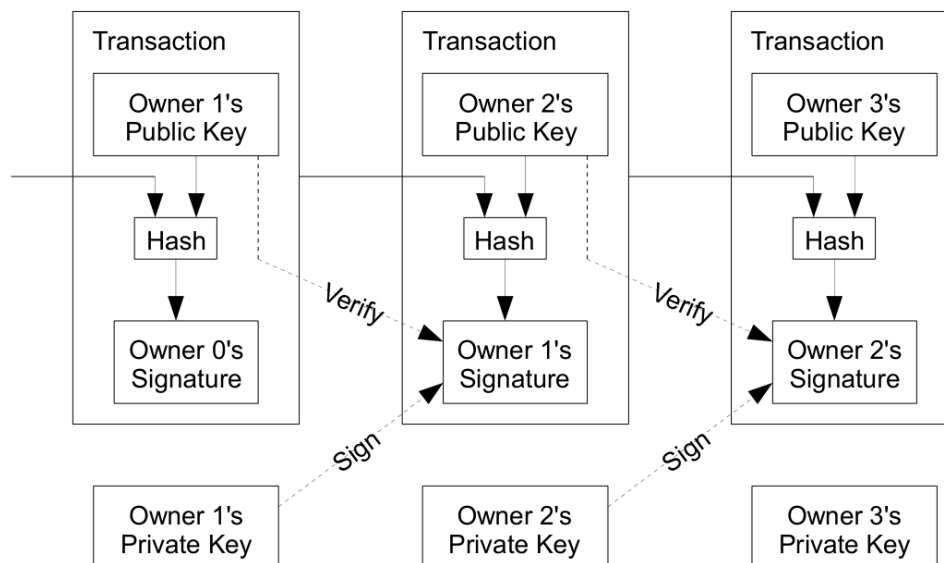 Transaction
Transaction
Transaction
Owner 1's
Public Key
Owner 2's
Public Key
Owner 3's
Public Key
Hash
Hash
Hash
Verify
Verify
Owner 0's
Signature
Owner 1's
Signature
Owner 2's
Signature
Sign
Sign
Owner 1's
Private Key
Owner 2's
Private Key
Owner 3's
Private Key